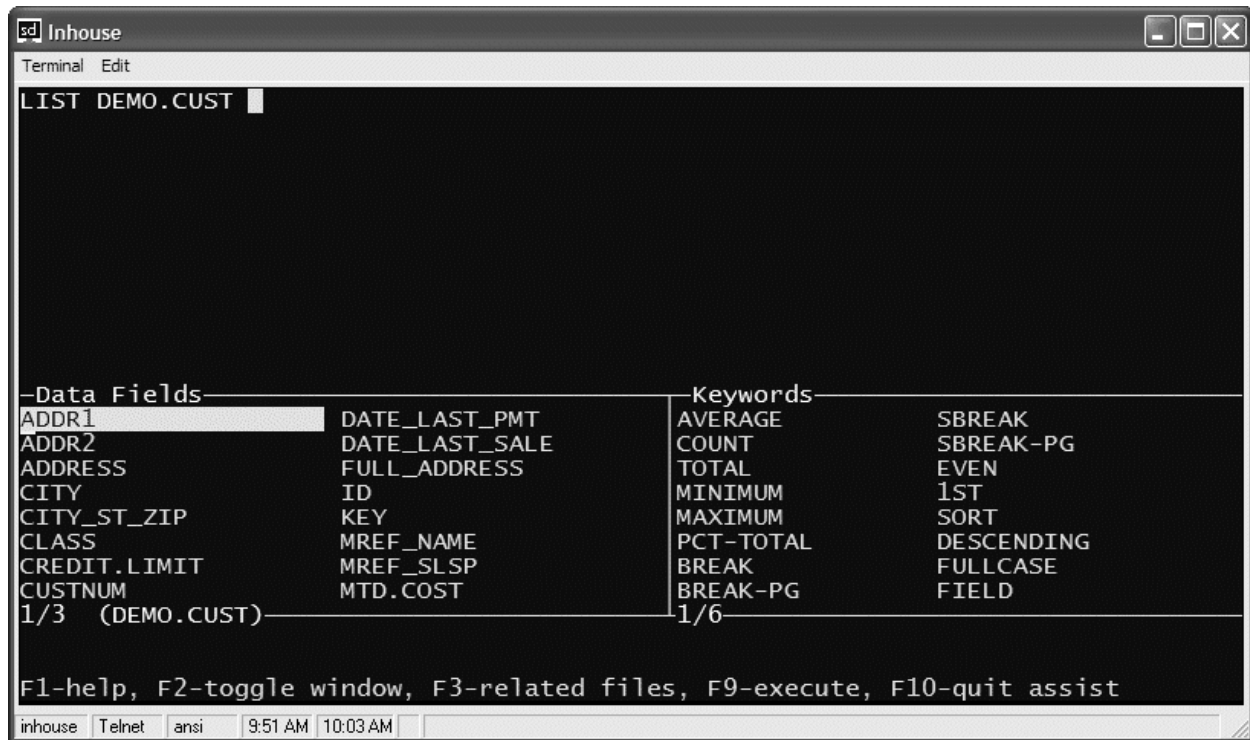 sd Inhouse
Terminal Edit
LIST DEMO.CUST
Data Fields Keywords
ADDR1 DATE_LAST_PMT AVERAGE SBREAK
ADDR2 DATE_LAST_SALE COUNT SBREAK-PG
ADDRESS FULL_ADDRESS TOTAL EVEN
CITY ID MINIMUM 1ST
CITY_ST_ZIP KEY MAXIMUM SORT
CLASS MREF_NAME PCT-TOTAL DESCENDING
CREDIT.LIMIT MREF_SLSP BREAK FULLCASE
CUSTNUM MTD.COST BREAK-PG FIELD
1/3 (DEMO.CUST) 1/6
F1-help, F2-toggle window, F3-related files, F9-execute, F10-quit assist
inhouse Telnet ansi 9:51 AM 10:03 AM